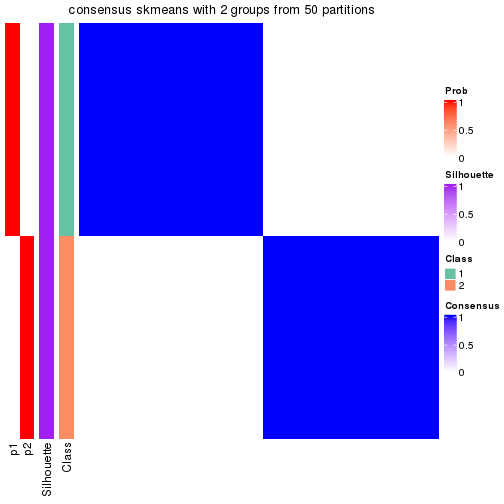 consensus skmeans with 2 groups from 50 partitions
Prob
1
0.5
0
Silhouette
1
0.5
0
Class
1
2
Consensus
1
0.5
0
p1
p2
Silhouette
Class